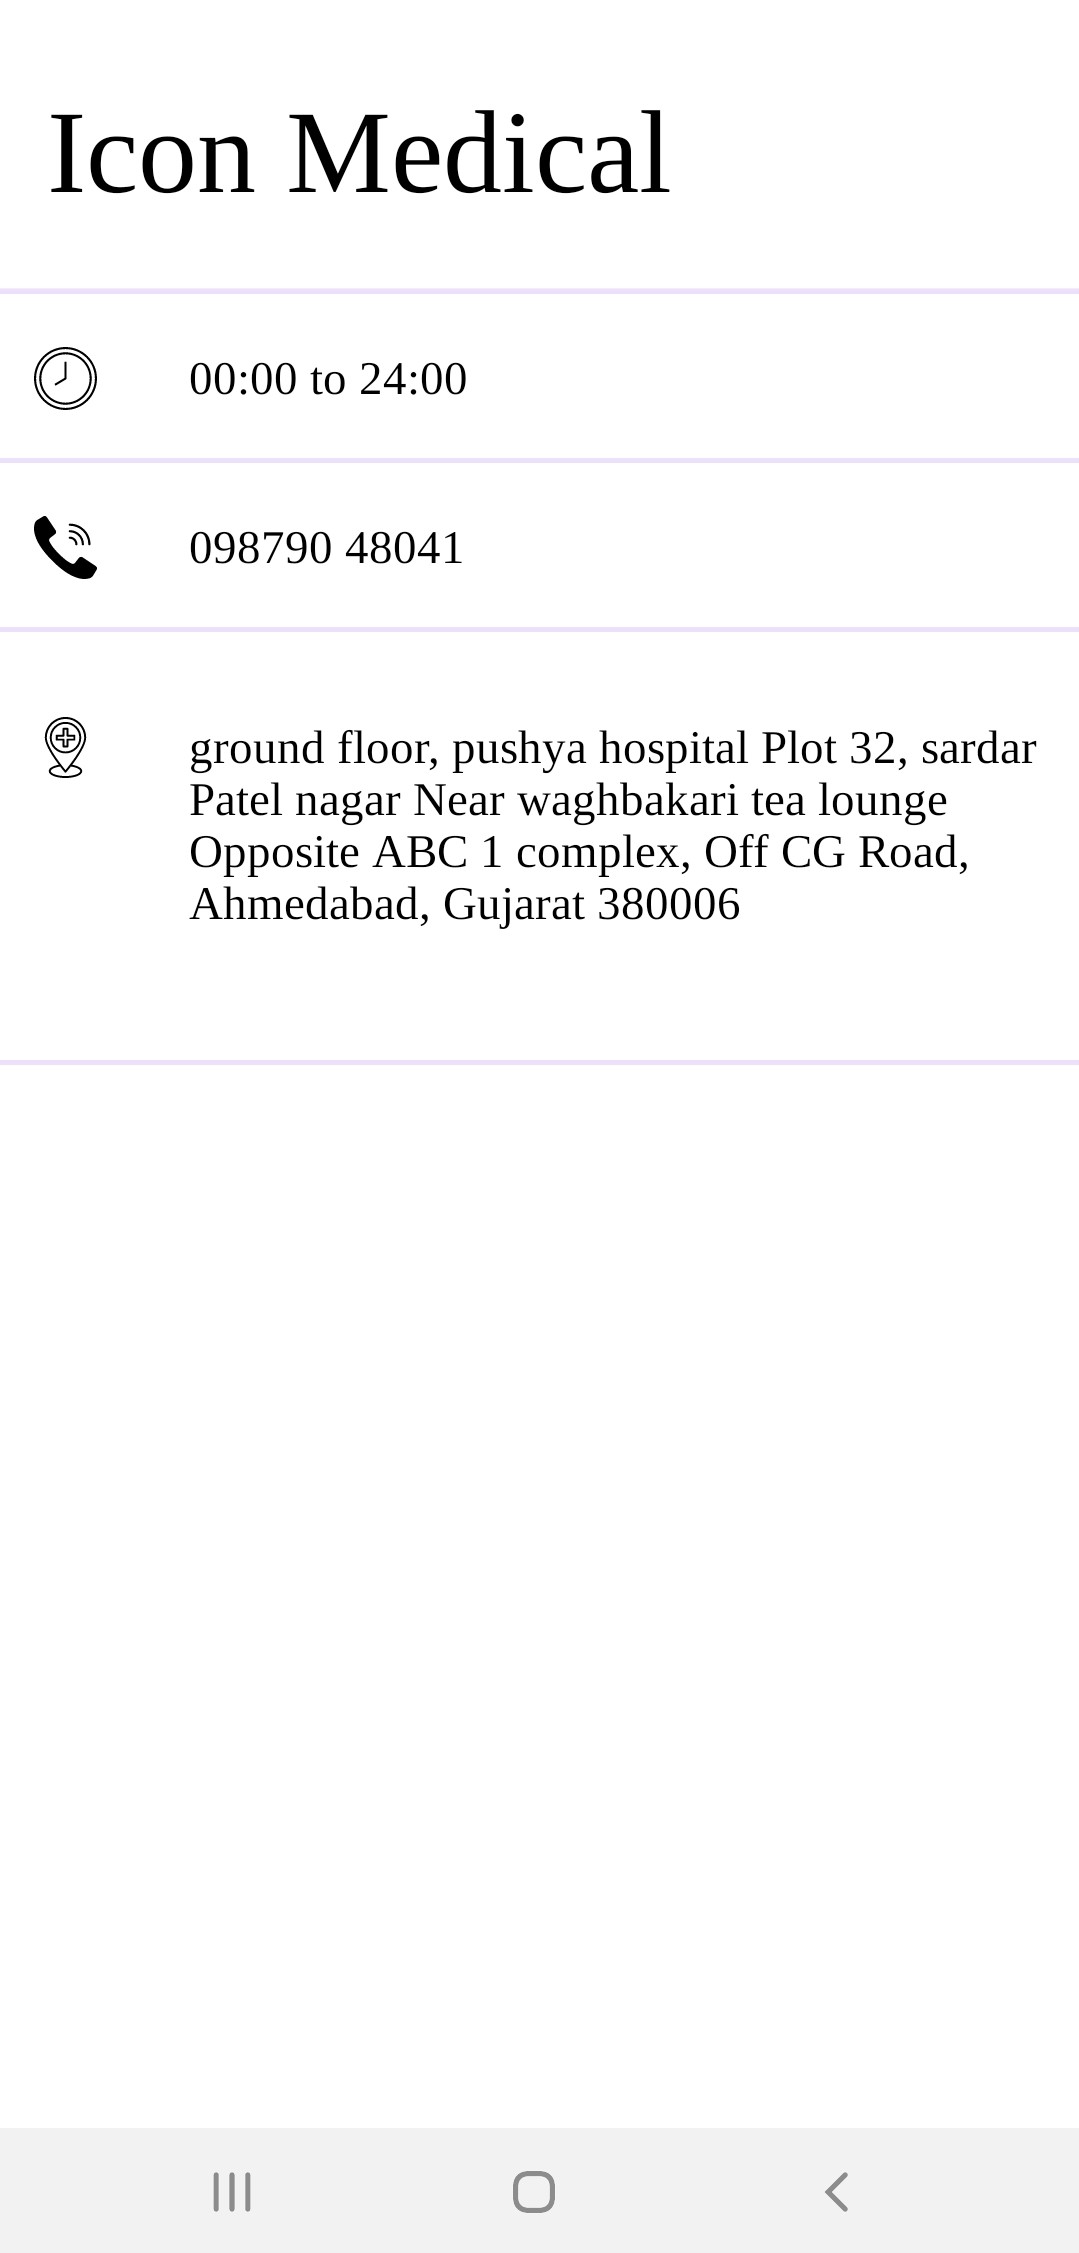 Icon Medical
00:00 to 24:00
098790 48041
ground floor, pushya hospital Plot 32, sardar
Patel nagar Near waghbakari tea lounge
Opposite ABC 1 complex, Off CG Road,
Ahmedabad, Gujarat 380006